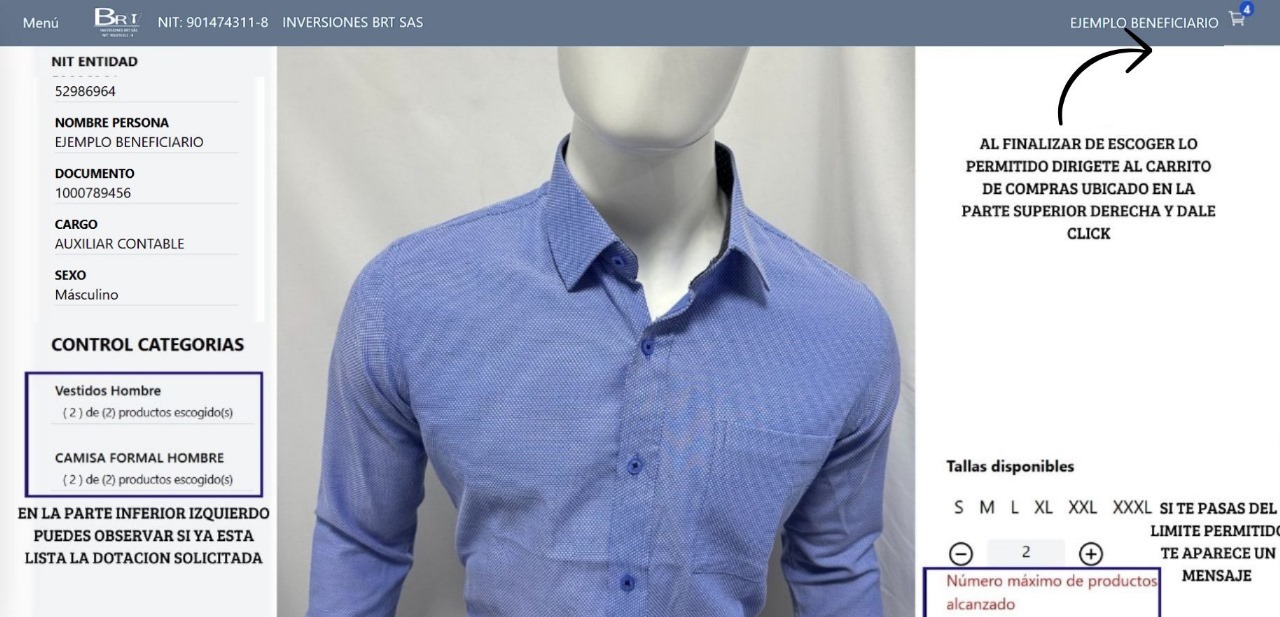 Menú
BRT
NIT: 901474311-8 INVERSIONES BRT SAS
EJEMPLO BENEFICIARIO
4
NIT ENTIDAD
52986964
NOMBRE PERSONA
EJEMPLO BENEFICIARIO
DOCUMENTO
1000789456
CARGO
AUXILIAR CONTABLE
SEXO
Másculino
CONTROL CATEGORIAS
Vestidos Hombre
( 2 ) de (2) productos escogido(s)
CAMISA FORMAL HOMBRE
( 2 ) de (2) productos escogido(s)
EN LA PARTE INFERIOR IZQUIERDO
PUEDES OBSERVAR SI YA ESTA
LISTA LA DOTACION SOLICITADA
AL FINALIZAR DE ESCOGER LO
PERMITIDO DIRIGETE AL CARRITO
DE COMPRAS UBICADO EN LA
PARTE SUPERIOR DERECHA Y DALE
CLICK
Tallas disponibles
S M L XL XXL XXXL
2
Número máximo de productos
alcanzado
SI TE PASAS DEL
LIMITE PERMITIDO
TE APARECE UN
MENSAJE